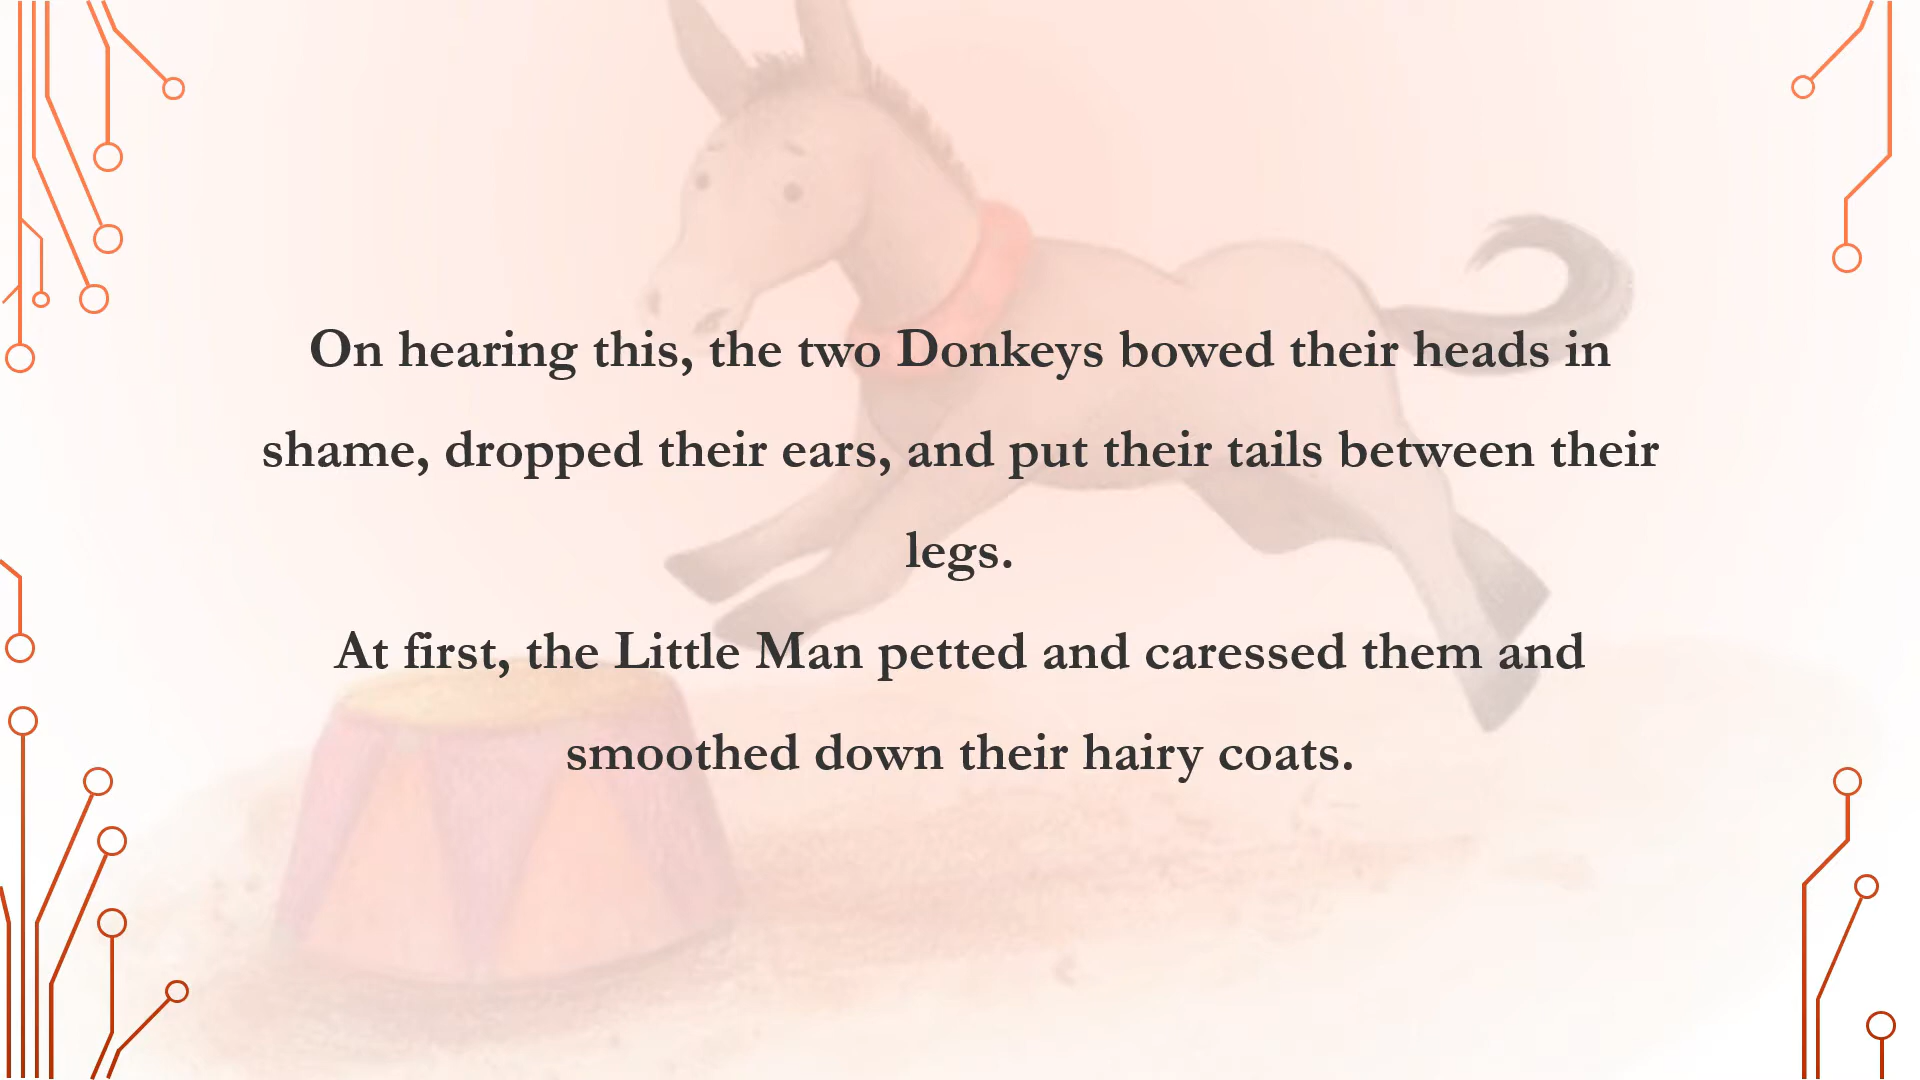 On hearing this, the two Donkeys bowed their heads in
shame, dropped their ears, and put their tails between their
legs.
At first, the Little Man petted and caressed them and
smoothed down their hairy coats.